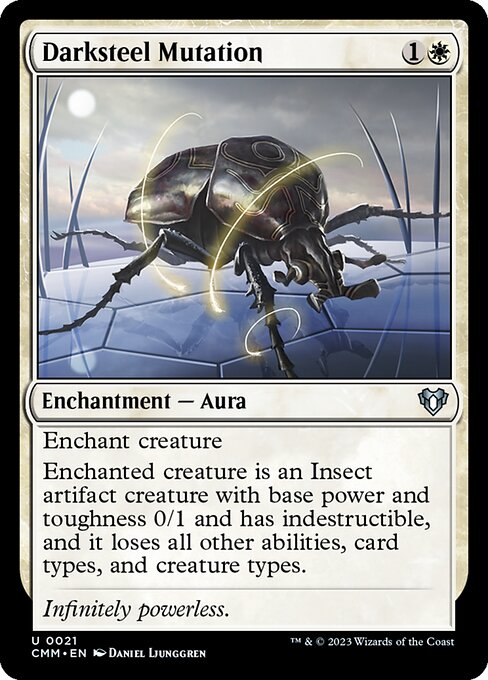 Darksteel Mutation 1
Enchantment — Aura
Enchant creature
Enchanted creature is an Insect
artifact creature with base power and
toughness 0/1 and has indestructible,
and it loses all other abilities, card
types, and creature types.
Infinitely powerless.
U 0021
™ & © 2023 Wizards of the Coast
CMM • EN Daniel Ljunggren